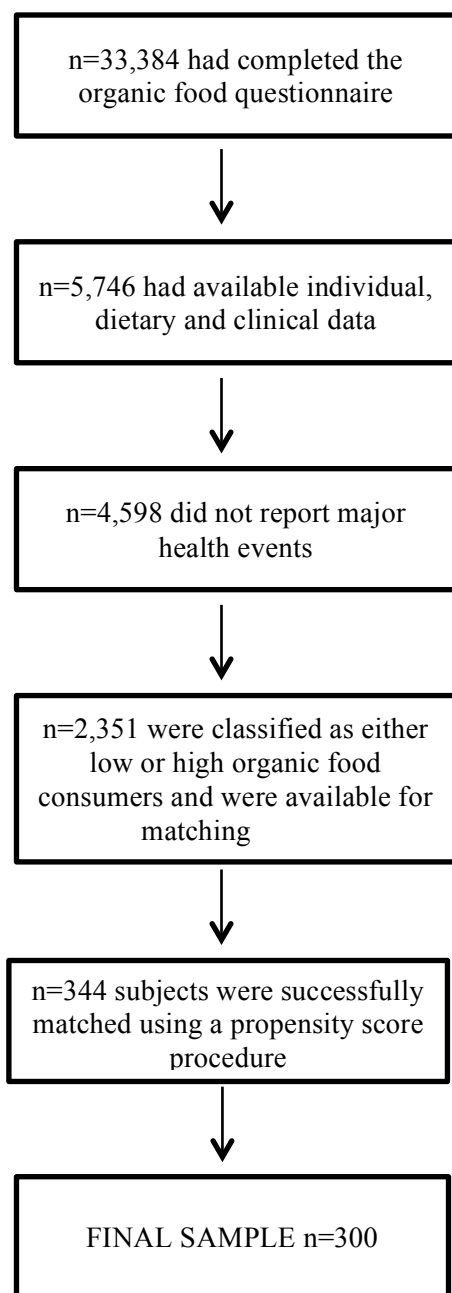 n=33,384 had completed the
organic food questionnaire
n=5,746 had available individual,
dietary and clinical data
n=4,598 did not report major
health events
n=2,351 were classified as either
low or high organic food
consumers and were available for
matching
n=344 subjects were successfully
matched using a propensity score
procedure
FINAL SAMPLE n=300